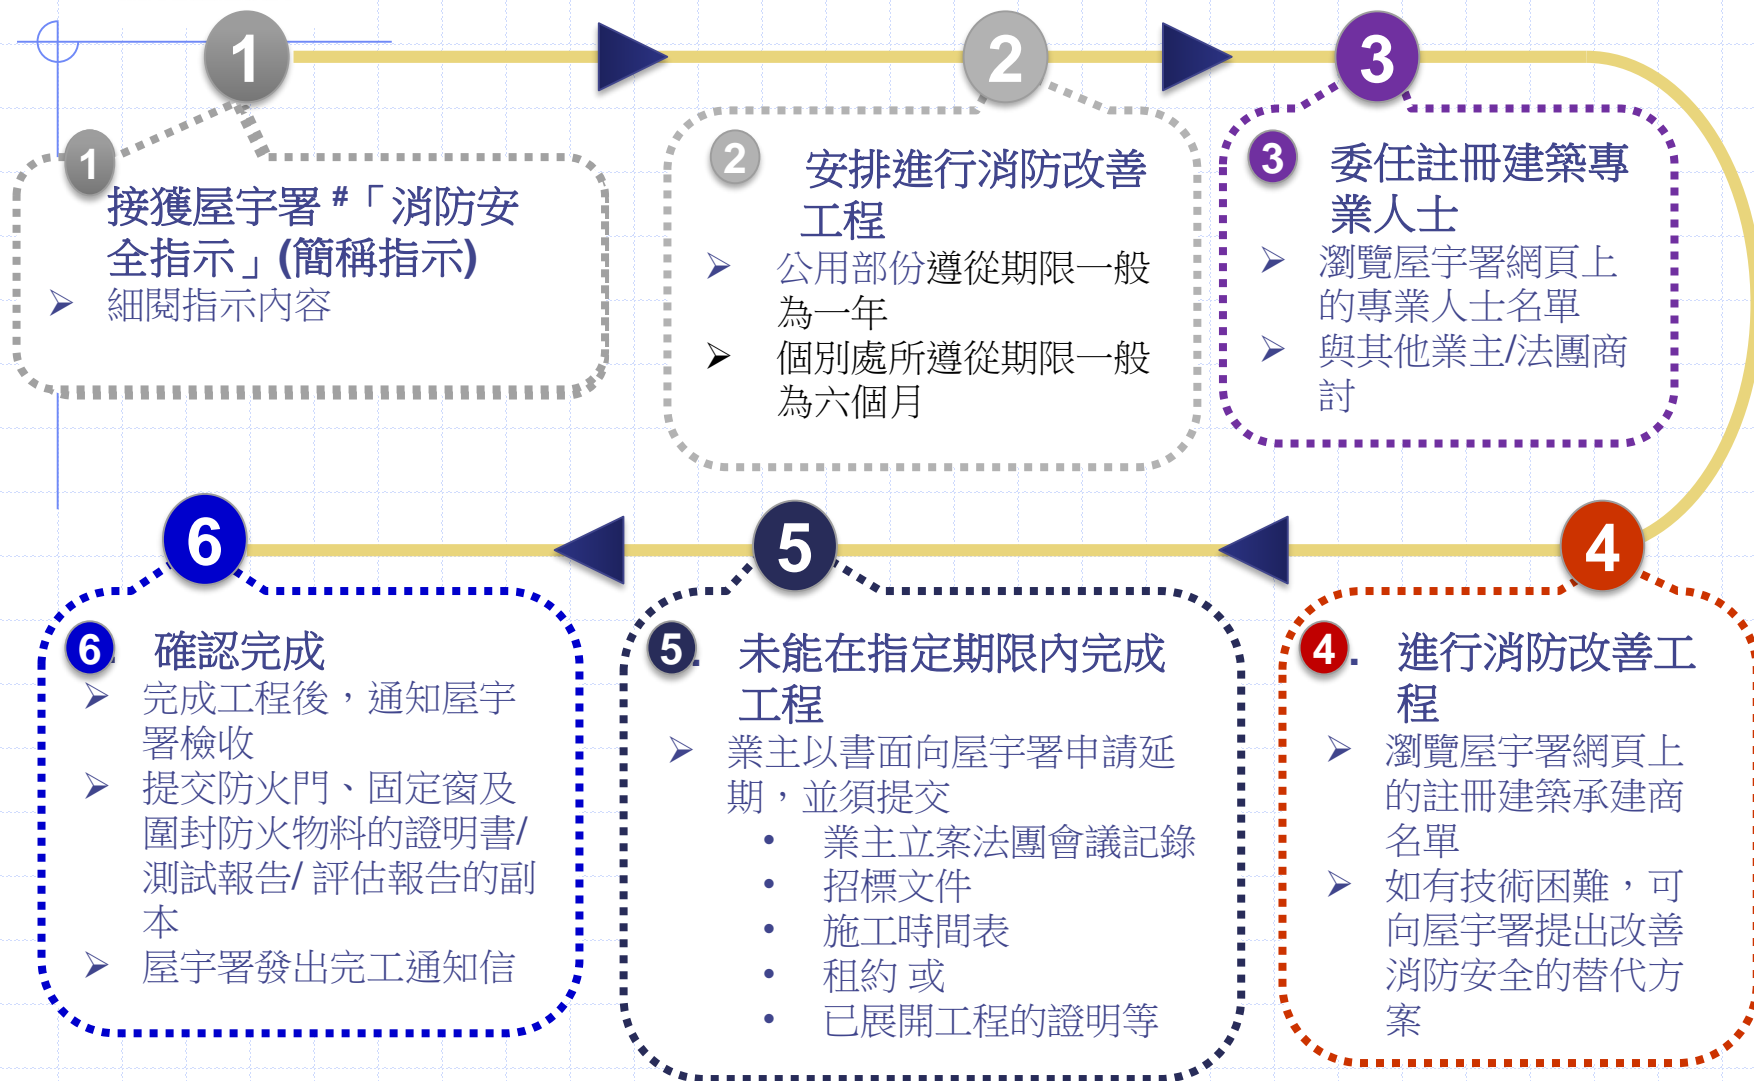 1
2
3
1
接獲屋宇署 #「消防安
全指示」(簡稱指示)
➢ 細閱指示內容
2
安排進行消防改善
工程
➢ 公用部份遵從期限一般
為一年
➢ 個別處所遵從期限一般
為六個月
3
委任註冊建築專
業人士
➢ 瀏覽屋宇署網頁上
的專業人士名單
➢ 與其他業主/法團商
討
6
5
4
6.
確認完成
➢ 完成工程後，通知屋宇
署檢收
➢ 提交防火門、固定窗及
圍封防火物料的證明書/
測試報告/ 評估報告的副
本
➢ 屋宇署發出完工通知信
5.
未能在指定期限內完成
工程
➢ 業主以書面向屋宇署申請延
期，並須提交
• 業主立案法團會議記錄
• 招標文件
• 施工時間表
• 租約 或
• 已展開工程的證明等
4.
進行消防改善工
程
➢ 瀏覽屋宇署網頁上
的註冊建築承建商
名單
➢ 如有技術困難，可
向屋宇署提出改善
消防安全的替代方
案